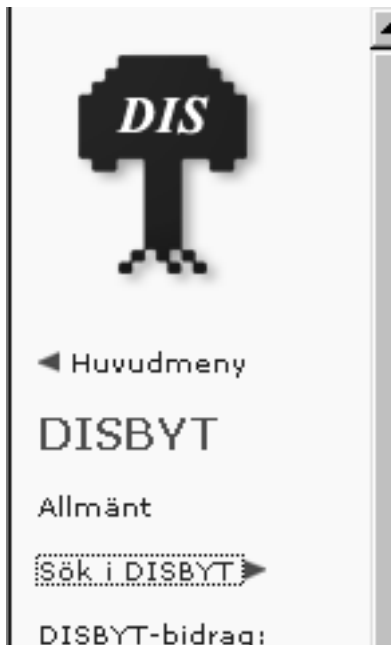 DIS
Huvudmeny
DISBYT
Allmänt
Sök i DISBYT
DISBYT-bidrag: